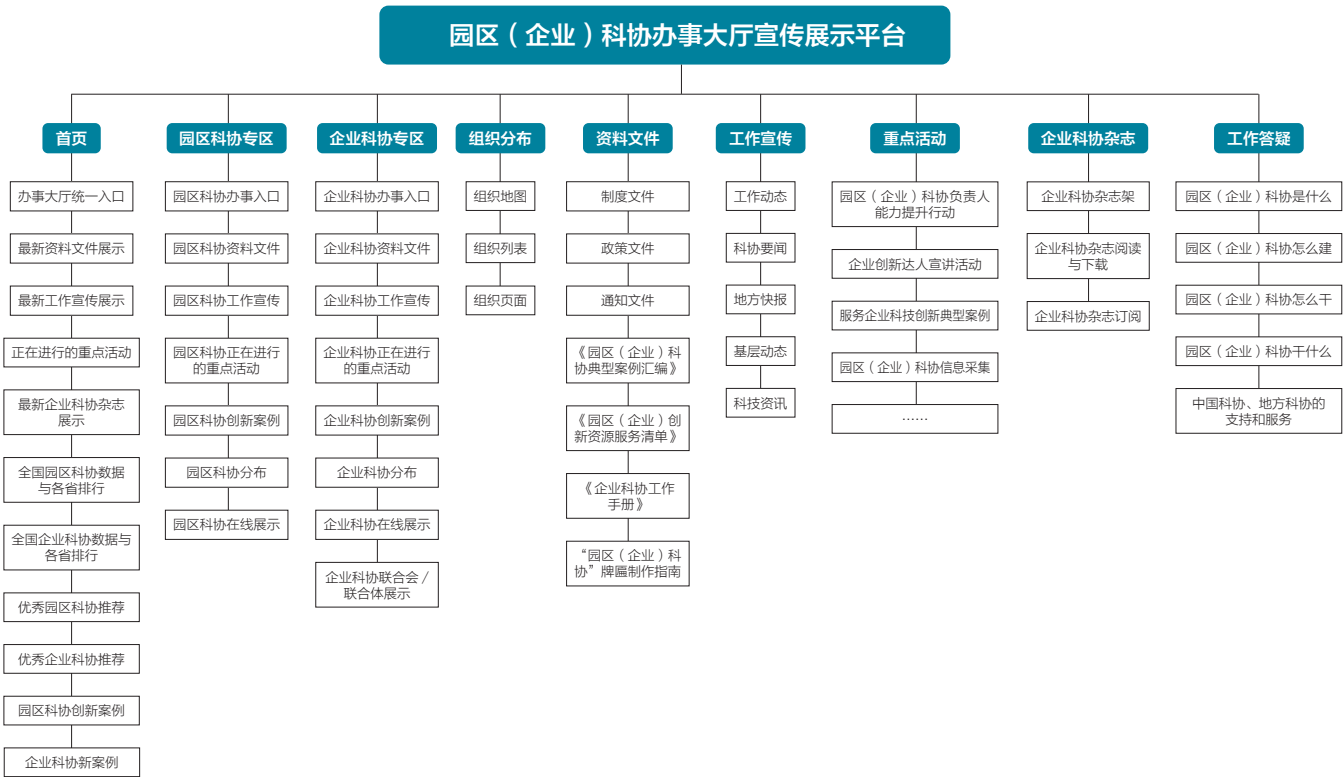 园区（企业）科协办事大厅宣传展示平台
首页
办事大厅统一入口
最新资料文件展示
最新工作宣传展示
正在进行的重点活动
最新企业科协杂志
展示
全国园区科协数据
与各省排行
全国企业科协数据与
各省排行
优秀园区科协推荐
优秀企业科协推荐
园区科协创新案例
企业科协新案例
园区科协专区
园区科协办事入口
园区科协资料文件
园区科协工作宣传
园区科协正在进行
的重点活动
园区科协创新案例
园区科协分布
园区科协在线展示
企业科协专区
企业科协办事入口
企业科协资料文件
企业科协工作宣传
企业科协正在进行
的重点活动
企业科协创新案例
企业科协分布
企业科协在线展示
企业科协联合会/
联合体展示
组织分布
组织地图
组织列表
组织页面
资料文件
制度文件
政策文件
通知文件
《园区（企业）科
协典型案例汇编》
《园区（企业）创
新资源服务清单》
《企业科协工作
手册》
“园区（企业）科
协”牌匾制作指南
工作宣传
工作动态
科协要闻
地方快报
基层动态
科技资讯
重点活动
园区（企业）科协负责人
能力提升行动
企业创新达人宣讲活动
服务企业科技创新典型案例
园区（企业）科协信息采集
……
企业科协杂志
企业科协杂志架
企业科协杂志阅读
与下载
企业科协杂志订阅
工作答疑
园区（企业）科协是什么
园区（企业）科协怎么建
园区（企业）科协怎么干
园区（企业）科协干什么
中国科协、地方科协的
支持和服务